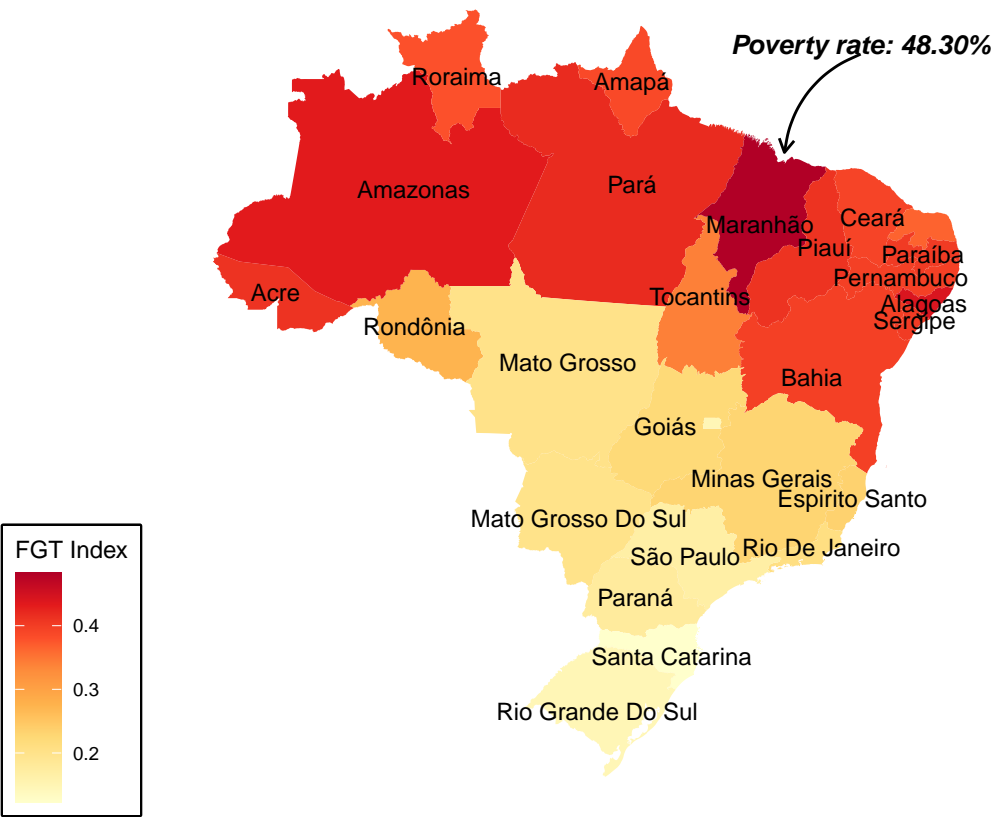 Poverty rate: 48.30%
Roraima
Amapá
Amazonas
Pará
Maranhão
Ceará
Piauí
Paraíba
Pernambuco
Acre
Tocantins
Alagoas
Sergipe
Rondônia
Mato Grosso
Bahia
Goiás
Minas Gerais
Espirito Santo
Mato Grosso Do Sul
São Paulo
Rio De Janeiro
Paraná
Santa Catarina
Rio Grande Do Sul
FGT Index
0.4
0.3
0.2